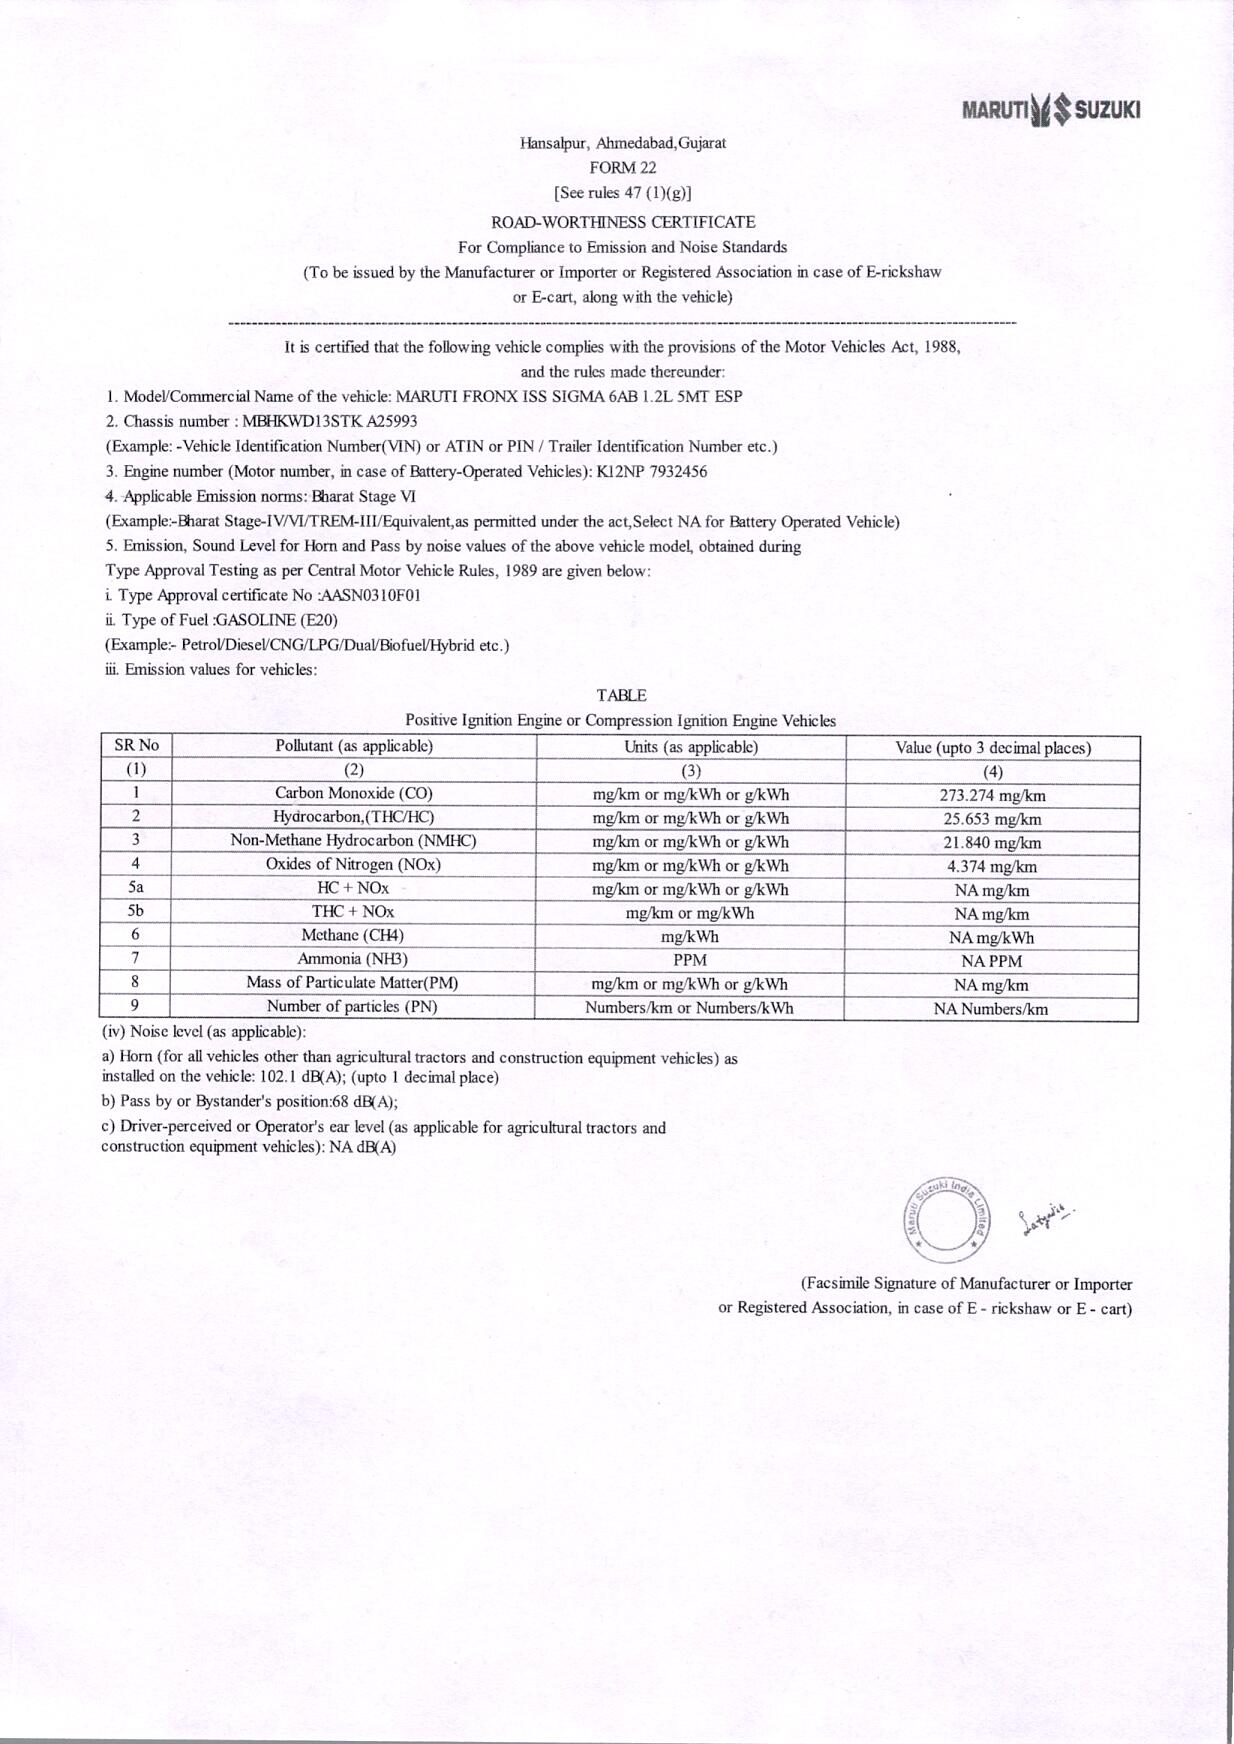 MARUTI SUZUKI
Hansalpur, Ahmedabad,Gujarat
FORM 22
[See rules 47 (1)(g)]
ROAD-WORTHINESS CERTIFICATE
For Compliance to Emission and Noise Standards
(To be issued by the Manufacturer or Importer or Registered Association in case of E-rickshaw
or E-cart, along with the vehicle)
It is certified that the following vehicle complies with the provisions of the Motor Vehicles Act, 1988,
and the rules made thereunder:
1. Model/Commercial Name of the vehicle: MARUTI FRONX ISS SIGMA 6AB 1.2L 5MT ESP
2. Chassis number : MBHKWD13STK A25993
(Example: -Vehicle Identification Number(VIN) or ATIN or PIN / Trailer Identification Number etc.)
3. Engine number (Motor number, in case of Battery-Operated Vehicles): K12NP 7932456
4. Applicable Emission norms: Bharat Stage VI
(Example:-Bharat Stage-IV/VI/TREM-III/Equivalent,as permitted under the act,Select NA for Battery Operated Vehicle)
5. Emission, Sound Level for Horn and Pass by noise values of the above vehicle model, obtained during
Type Approval Testing as per Central Motor Vehicle Rules, 1989 are given below:
i. Type Approval certificate No :AASN0310F01
ii. Type of Fuel :GASOLINE (E20)
(Example:- Petrol/Diesel/CNG/LPG/Dual/Biofuel/Hybrid etc.)
iii. Emission values for vehicles:
TABLE
Positive Ignition Engine or Compression Ignition Engine Vehicles
SR No Pollutant (as applicable) Units (as applicable) Value (upto 3 decimal places)
(1) (2) (3) (4)
1 Carbon Monoxide (CO) mg/km or mg/kWh or g/kWh 273.274 mg/km
2 Hydrocarbon,(THC/HC) mg/km or mg/kWh or g/kWh 25.653 mg/km
3 Non-Methane Hydrocarbon (NMHC) mg/km or mg/kWh or g/kWh 21.840 mg/km
4 Oxides of Nitrogen (NOx) mg/km or mg/kWh or g/kWh 4.374 mg/km
5a HC + NOx mg/km or mg/kWh or g/kWh NA mg/km
5b THC + NOx mg/km or mg/kWh NA mg/km
6 Methane (CH4) mg/kWh NA mg/kWh
7 Ammonia (NH3) PPM NA PPM
8 Mass of Particulate Matter(PM) mg/km or mg/kWh or g/kWh NA mg/km
9 Number of particles (PN) Numbers/km or Numbers/kWh NA Numbers/km
(iv) Noise level (as applicable):
a) Horn (for all vehicles other than agricultural tractors and construction equipment vehicles) as
installed on the vehicle: 102.1 dB(A); (upto 1 decimal place)
b) Pass by or Bystander's position:68 dB(A);
c) Driver-perceived or Operator's ear level (as applicable for agricultural tractors and
construction equipment vehicles): NA dB(A)
Maruti Suzuki India Limited
(Facsimile Signature of Manufacturer or Importer
or Registered Association, in case of E - rickshaw or E - cart)